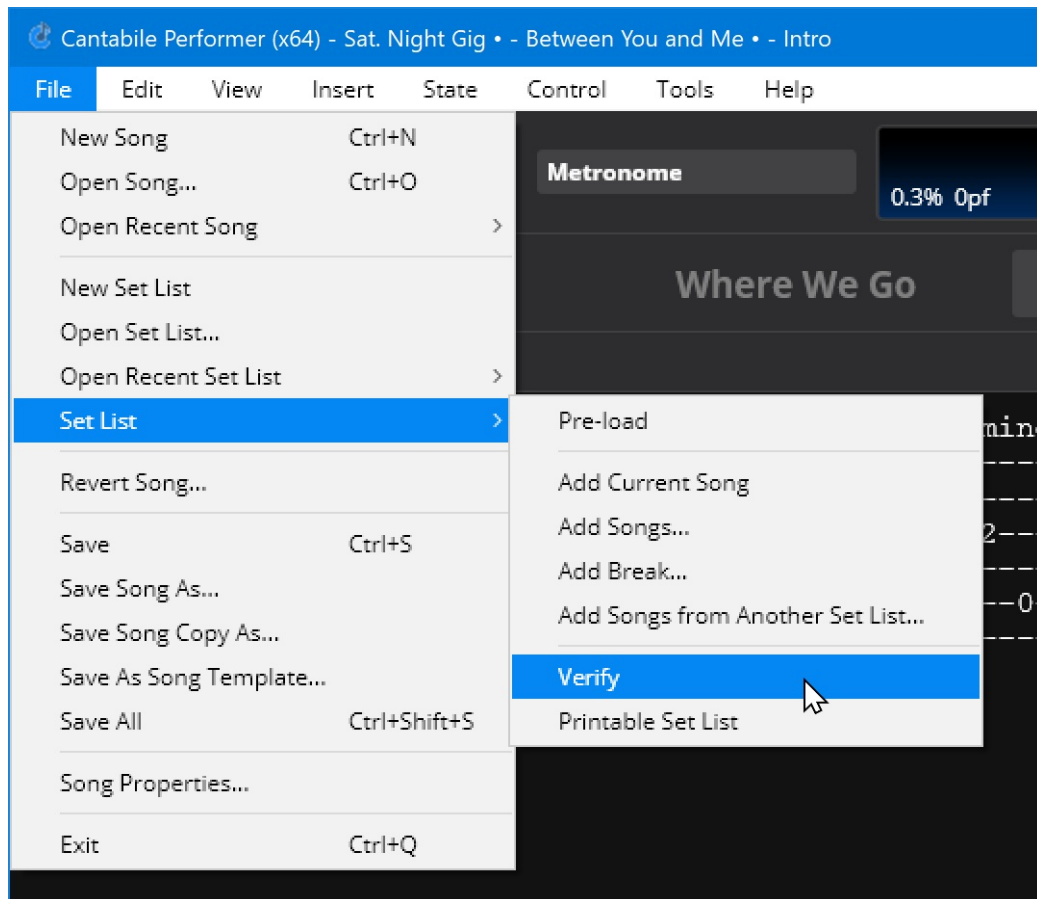 Cantabile Performer (x64) - Sat. Night Gig • - Between You and Me • - Intro
File Edit View Insert State Control Tools Help
New Song Ctrl+N
Open Song... Ctrl+O
Open Recent Song
New Set List
Open Set List...
Open Recent Set List
Set List
Revert Song...
Save Ctrl+S
Save Song As...
Save Song Copy As...
Save As Song Template...
Save All Ctrl+Shift+S
Song Properties...
Exit Ctrl+Q
Metronome
0.3% 0pf
Where We Go
Pre-load
Add Current Song
Add Songs...
Add Break...
Add Songs from Another Set List...
Verify
Printable Set List
2--
--0